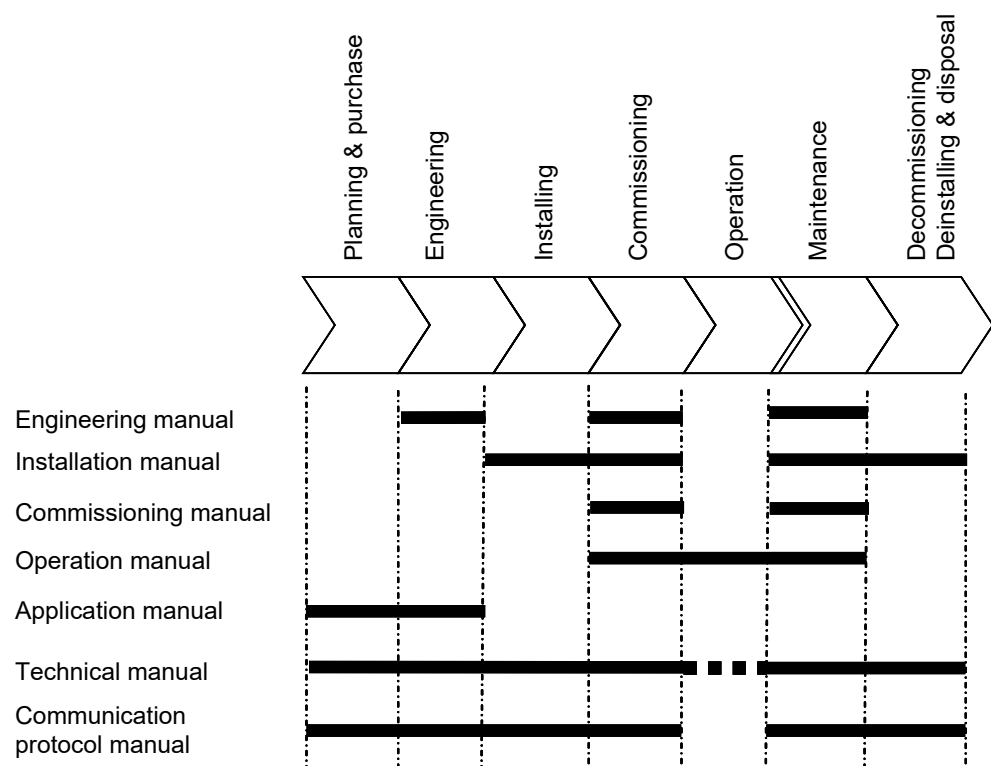 Planning & purchase
Engineering
Installing
Commissioning
Operation
Maintenance
Decommissioning
Deinstalling & disposal
Engineering manual
Installation manual
Commissioning manual
Operation manual
Application manual
Technical manual
Communication
protocol manual